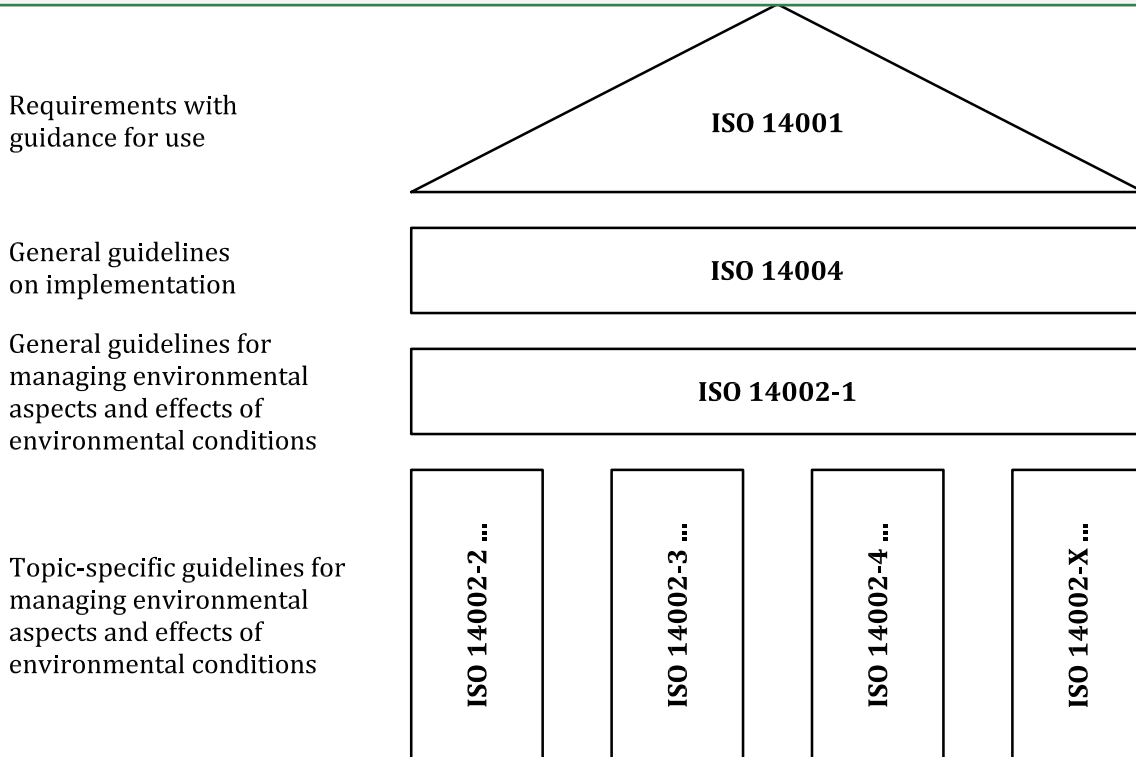 Requirements with
guidance for use
ISO 14001
General guidelines
on implementation
ISO 14004
General guidelines for
managing environmental
aspects and effects of
environmental conditions
ISO 14002-1
Topic-specific guidelines for
managing environmental
aspects and effects of
environmental conditions
ISO 14002-2 ...
ISO 14002-3 ...
ISO 14002-4 ...
ISO 14002-X ...